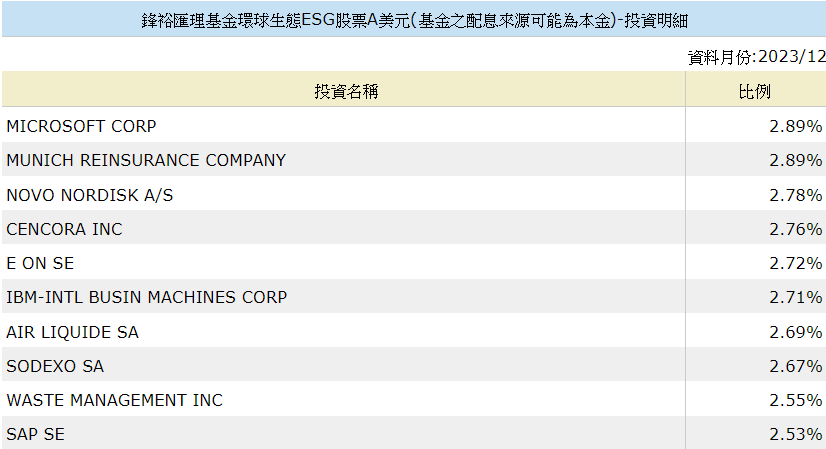 鋒裕匯理基金環球生態ESG股票A美元(基金之配息來源可能為本金)-投資明細
資料月份:2023/12
投資名稱 比例
MICROSOFT CORP 2.89%
MUNICH REINSURANCE COMPANY 2.89%
NOVO NORDISK A/S 2.78%
CENCORA INC 2.76%
E ON SE 2.72%
IBM-INTL BUSIN MACHINES CORP 2.71%
AIR LIQUIDE SA 2.69%
SODEXO SA 2.67%
WASTE MANAGEMENT INC 2.55%
SAP SE 2.53%